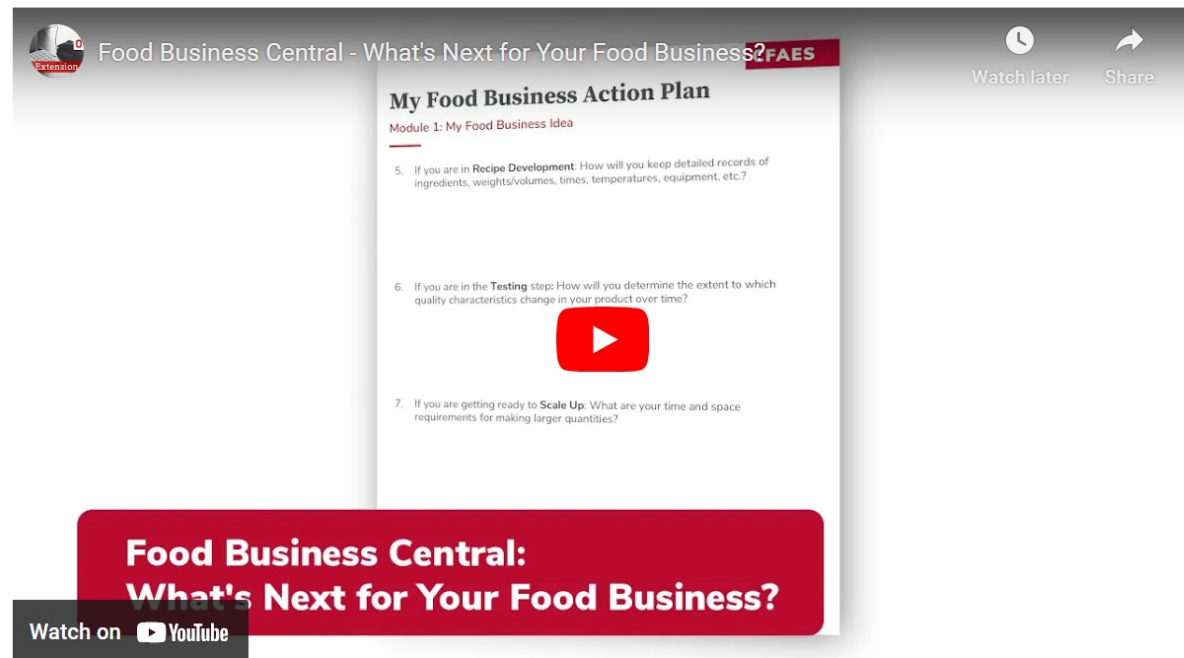 Extension
Food Business Central - What's Next for Your Food Business?
Watch later
Share
CFAES
My Food Business Action Plan
Module 1: My Food Business Idea
5. If you are in Recipe Development: How will you keep detailed records of
ingredients, weights/volumes, times, temperatures, equipment, etc.?
6. If you are in the Testing step: How will you determine the extent to which
quality characteristics change in your product over time?
7. If you are getting ready to Scale Up: What are your time and space
requirements for making larger quantities?
Food Business Central:
What's Next for Your Food Business?
Watch on YouTube